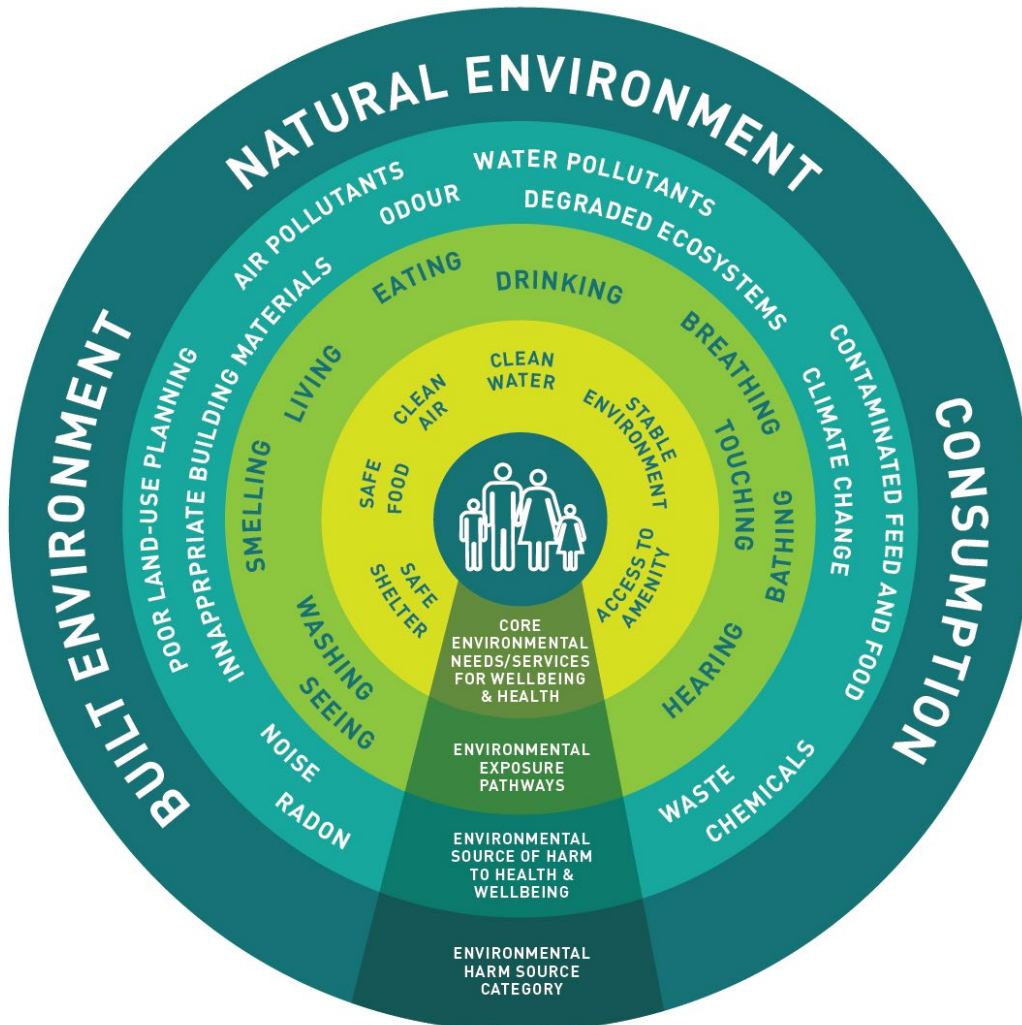 NATURAL ENVIRONMENT
BUILT ENVIRONMENT
CONSUMPTION
AIR POLLUTANTS
ODOUR
WATER POLLUTANTS
DEGRADED ECOSYSTEMS
POOR LAND-USE PLANNING
INNAPPRPRIATE BUILDING MATERIALS
NOISE
RADON
CONTAMINATED FEED AND FOOD
CLIMATE CHANGE
WASTE
CHEMICALS
EATING
DRINKING
BREATHING
LIVING
TOUCHING
SMELLING
BATHING
WASHING
SEEING
HEARING
CLEAN
WATER
CLEAN
AIR
STABLE
ENVIRONMENT
SAFE
FOOD
SAFE
SHELTER
ACCESS TO
AMENITY
CORE
ENVIRONMENTAL
NEEDS/SERVICES
FOR WELLBEING
& HEALTH
ENVIRONMENTAL
EXPOSURE
PATHWAYS
ENVIRONMENTAL
SOURCE OF HARM
TO HEALTH &
WELLBEING
ENVIRONMENTAL
HARM SOURCE
CATEGORY